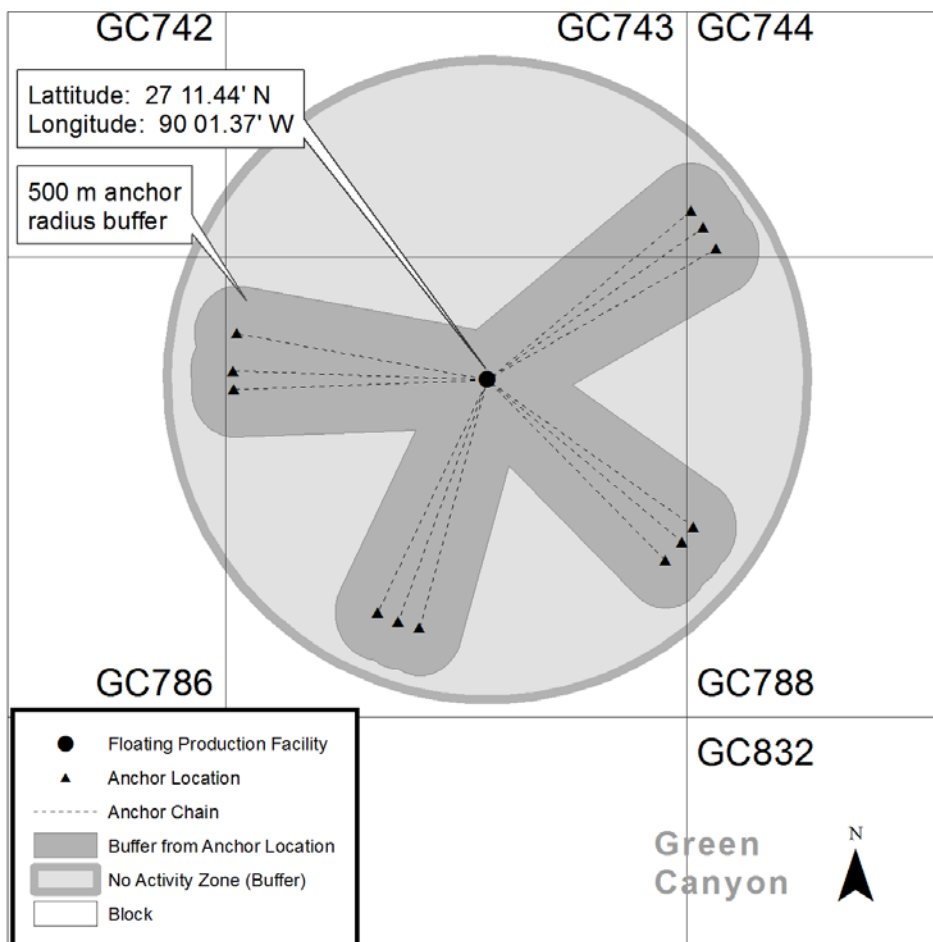 GC742
GC743
GC744
Lattitude: 27 11.44' N
Longitude: 90 01.37' W
500 m anchor
radius buffer
GC786
GC788
GC832
Floating Production Facility
Anchor Location
Anchor Chain
Buffer from Anchor Location
No Activity Zone (Buffer)
Block
Green
Canyon
N